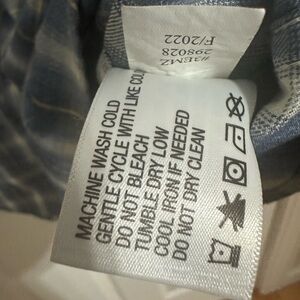 #3EMZ
298028
F/2022
MACHINE WASH COLD
GENTLE CYCLE WITH LIKE
DO NOT BLEACH
TUMBLE DRY LOW
COOL IRON IF NEEDED
DO NOT DRY CLEAN